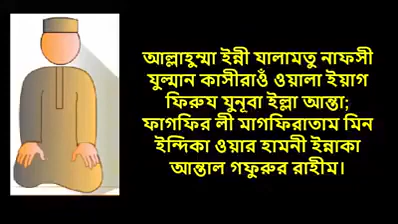 আল্লাহুম্মা ইন্নী যালামতু নাফসী
যুল্মান কাসীরাওঁ ওয়ালা ইয়াগ
ফিরুয যুনূবা ইল্লা আন্তা;
ফাগফির লী মাগফিরাতাম মিন
ইন্দিকা ওয়ার হামনী ইন্নাকা
আন্তাল গফুরুর রাহীম।